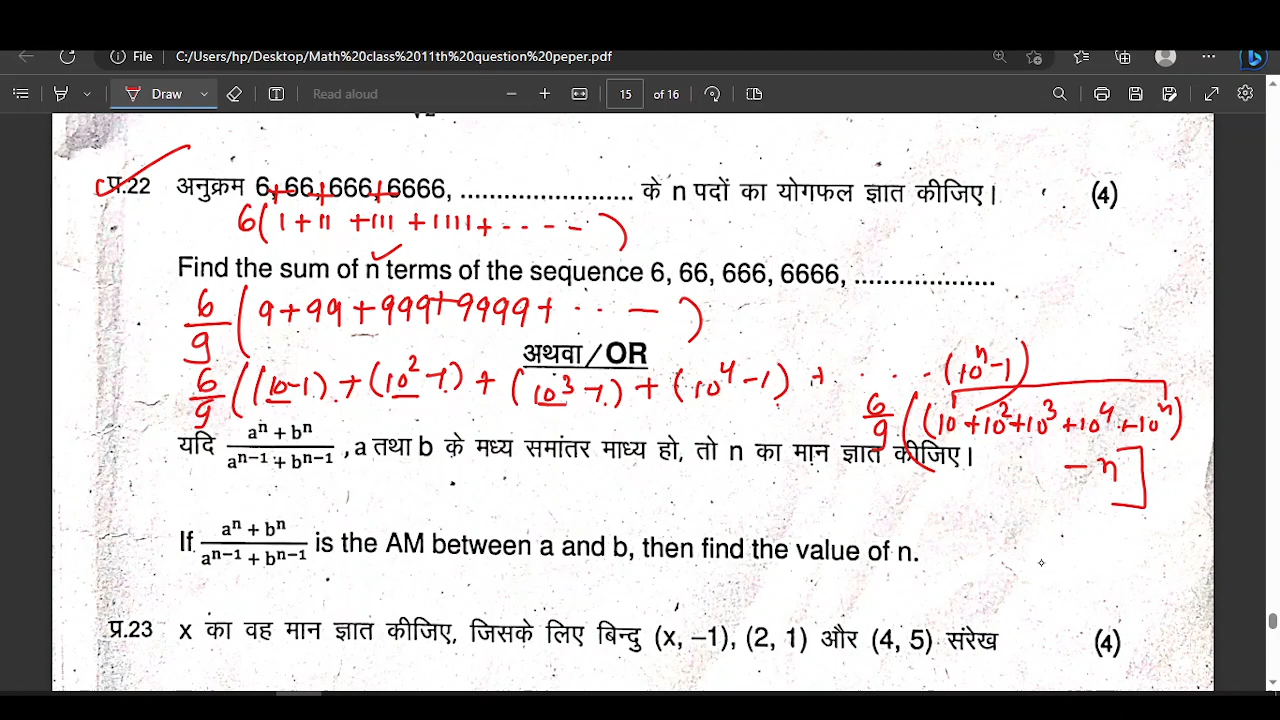 File C:/Users/hp/Desktop/Math%20class%2011th%20question%20peper.pdf
Draw Read aloud 15 of 16
प्र.22 अनुक्रम 6, 66, 666, 6666, ........................ के n पदों का योगफल ज्ञात कीजिए। (4)
6(1+11+111+1111+-----)
Find the sum of n terms of the sequence 6, 66, 666, 6666, ....................
6/9(9+99+999+9999+..—)
अथवा/OR
6/9((10-1)+(10²-1)+(10³-1)+(10⁴-1)+....(10ⁿ-1)
6/9((10+10²+10³+10⁴+10ⁿ)
-n]
यदि (aⁿ + bⁿ)/(aⁿ⁻¹ + bⁿ⁻¹) , a तथा b के मध्य समांतर माध्य हो, तो n का मान ज्ञात कीजिए।
If (aⁿ + bⁿ)/(aⁿ⁻¹ + bⁿ⁻¹) is the AM between a and b, then find the value of n.
प्र.23 x का वह मान ज्ञात कीजिए, जिसके लिए बिन्दु (x, –1), (2, 1) और (4, 5) संरेख (4)